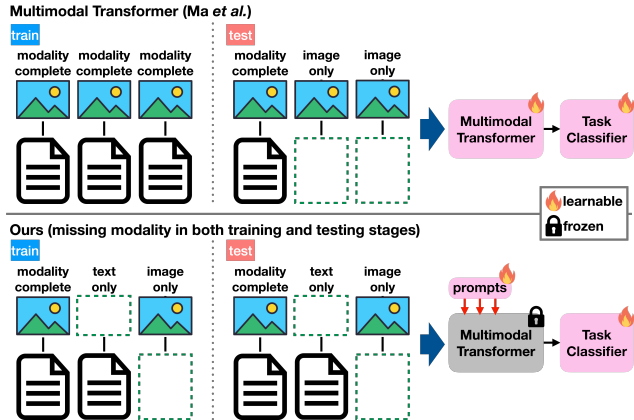 Multimodal Transformer (Ma et al.)
train
test
modality complete
modality complete
modality complete
modality complete
image only
image only
Multimodal Transformer
Task Classifier
learnable
frozen
Ours (missing modality in both training and testing stages)
train
test
modality complete
text only
image only
modality complete
text only
image only
prompts
Multimodal Transformer
Task Classifier